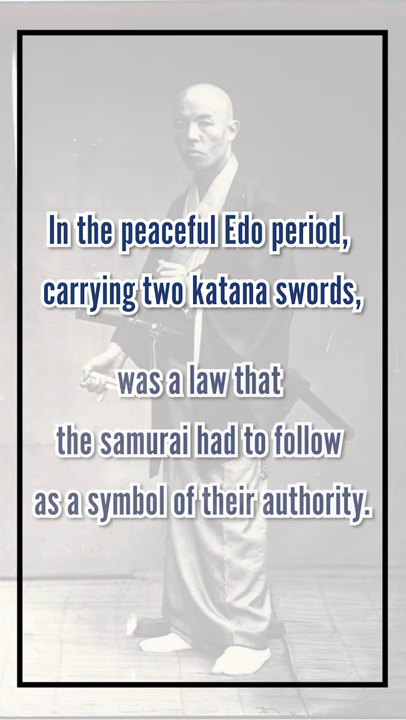 In the peaceful Edo period,
carrying two katana swords,
was a law that
the samurai had to follow
as a symbol of their authority.